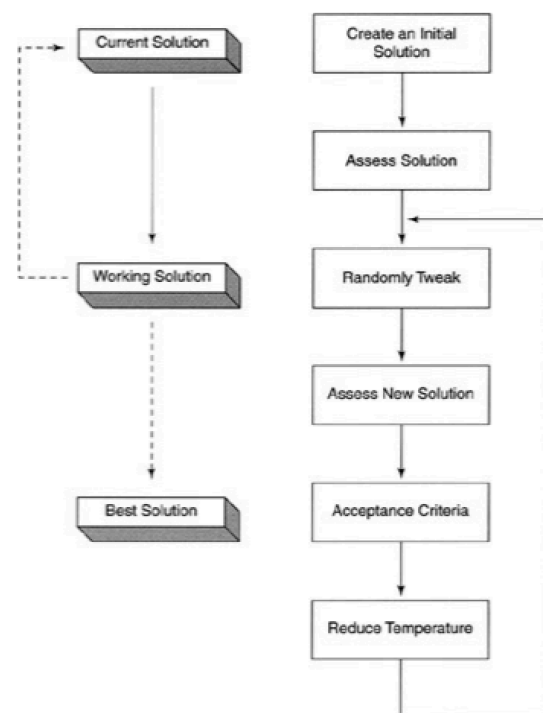 Current Solution
Working Solution
Best Solution
Create an Initial
Solution
Assess Solution
Randomly Tweak
Assess New Solution
Acceptance Criteria
Reduce Temperature